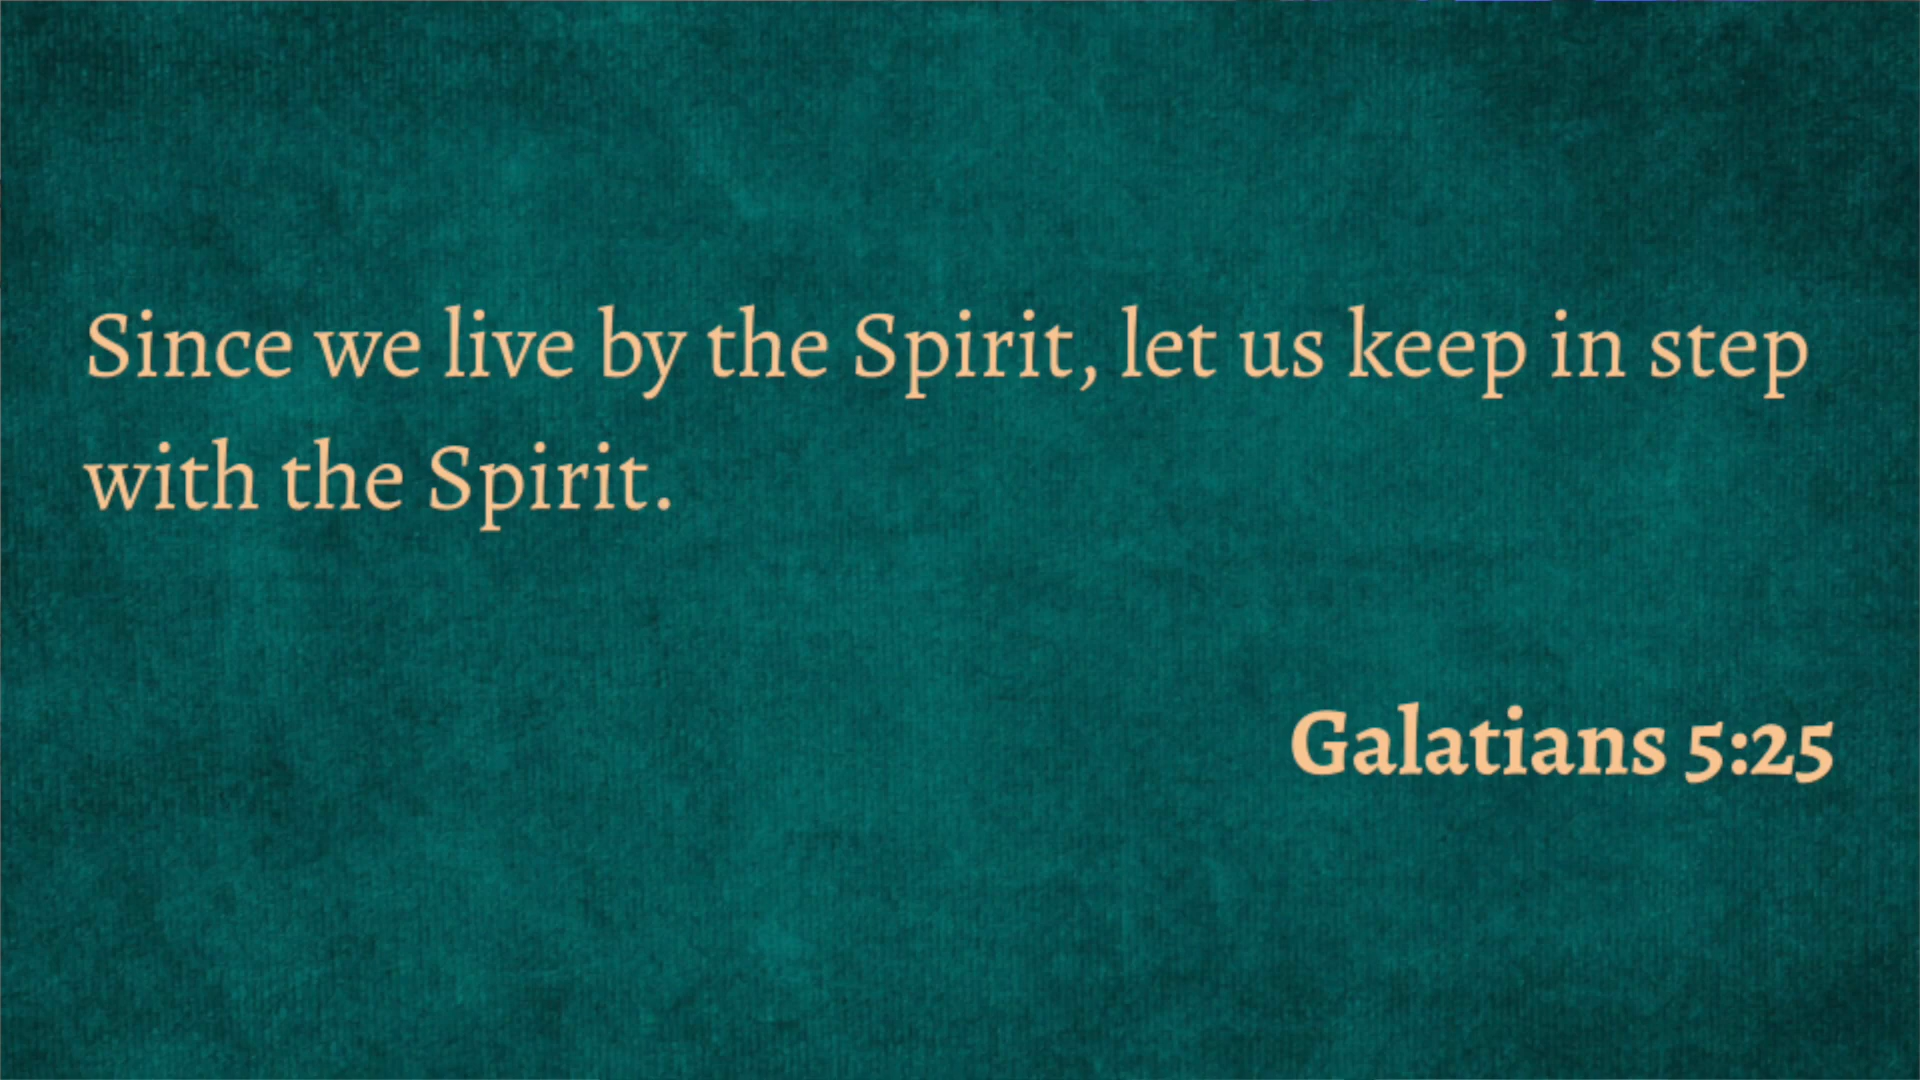 Since we live by the Spirit, let us keep in step
with the Spirit.
Galatians 5:25